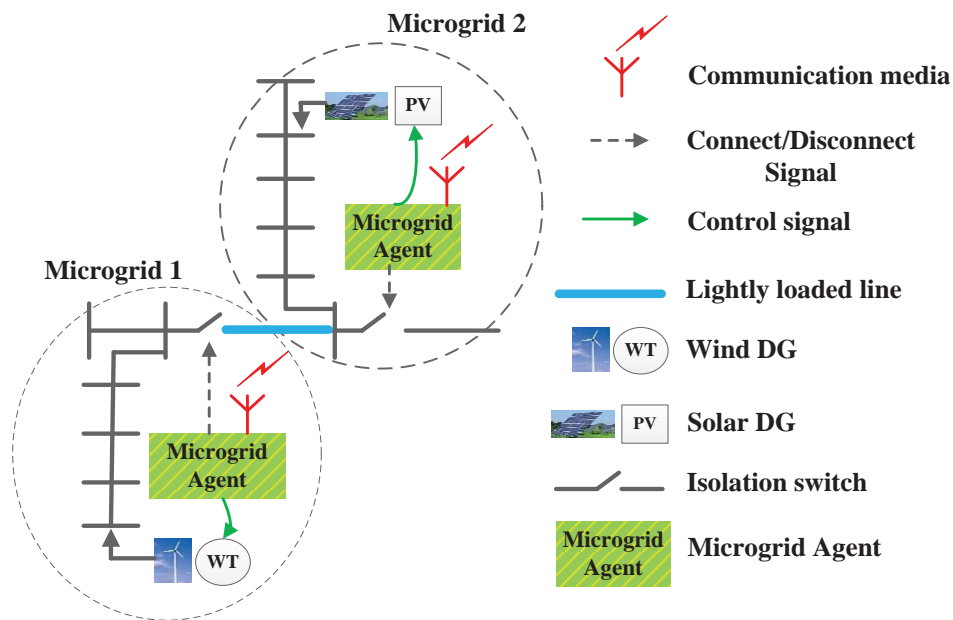 Microgrid 2
PV
Microgrid
Agent
Microgrid 1
Microgrid
Agent
WT
Communication media
Connect/Disconnect
Signal
Control signal
Lightly loaded line
WT
Wind DG
PV
Solar DG
Isolation switch
Microgrid
Agent
Microgrid Agent